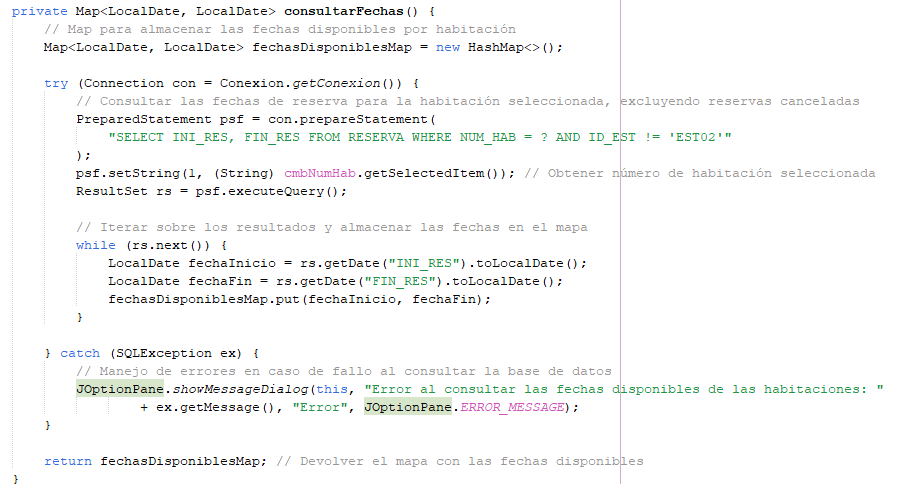 private Map<LocalDate, LocalDate> consultarFechas() {
    // Map para almacenar las fechas disponibles por habitación
    Map<LocalDate, LocalDate> fechasDisponiblesMap = new HashMap<>();

    try (Connection con = Conexion.getConexion()) {
        // Consultar las fechas de reserva para la habitación seleccionada, excluyendo reservas canceladas
        PreparedStatement psf = con.prepareStatement(
            "SELECT INI_RES, FIN_RES FROM RESERVA WHERE NUM_HAB = ? AND ID_EST != 'EST02'"
        );
        psf.setString(1, (String) cmbNumHab.getSelectedItem()); // Obtener número de habitación seleccionada
        ResultSet rs = psf.executeQuery();

        // Iterar sobre los resultados y almacenar las fechas en el mapa
        while (rs.next()) {
            LocalDate fechaInicio = rs.getDate("INI_RES").toLocalDate();
            LocalDate fechaFin = rs.getDate("FIN_RES").toLocalDate();
            fechasDisponiblesMap.put(fechaInicio, fechaFin);
        }

    } catch (SQLException ex) {
        // Manejo de errores en caso de fallo al consultar la base de datos
        JOptionPane.showMessageDialog(this, "Error al consultar las fechas disponibles de las habitaciones: "
                + ex.getMessage(), "Error", JOptionPane.ERROR_MESSAGE);
    }

    return fechasDisponiblesMap; // Devolver el mapa con las fechas disponibles
}